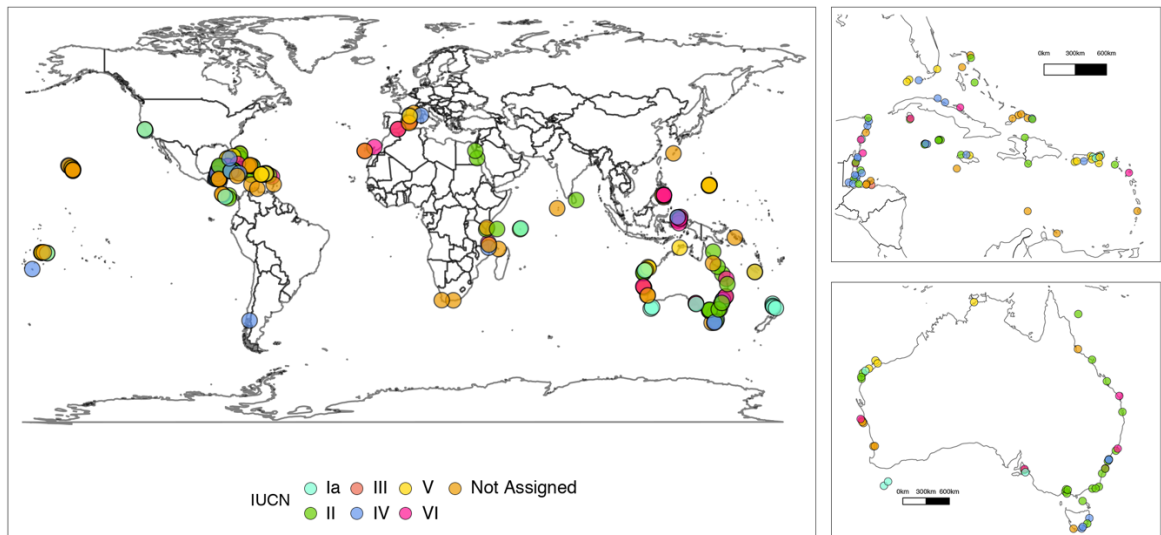 0km 300km 600km
0km 300km 600km
IUCN
Ia III V Not Assigned
II IV VI